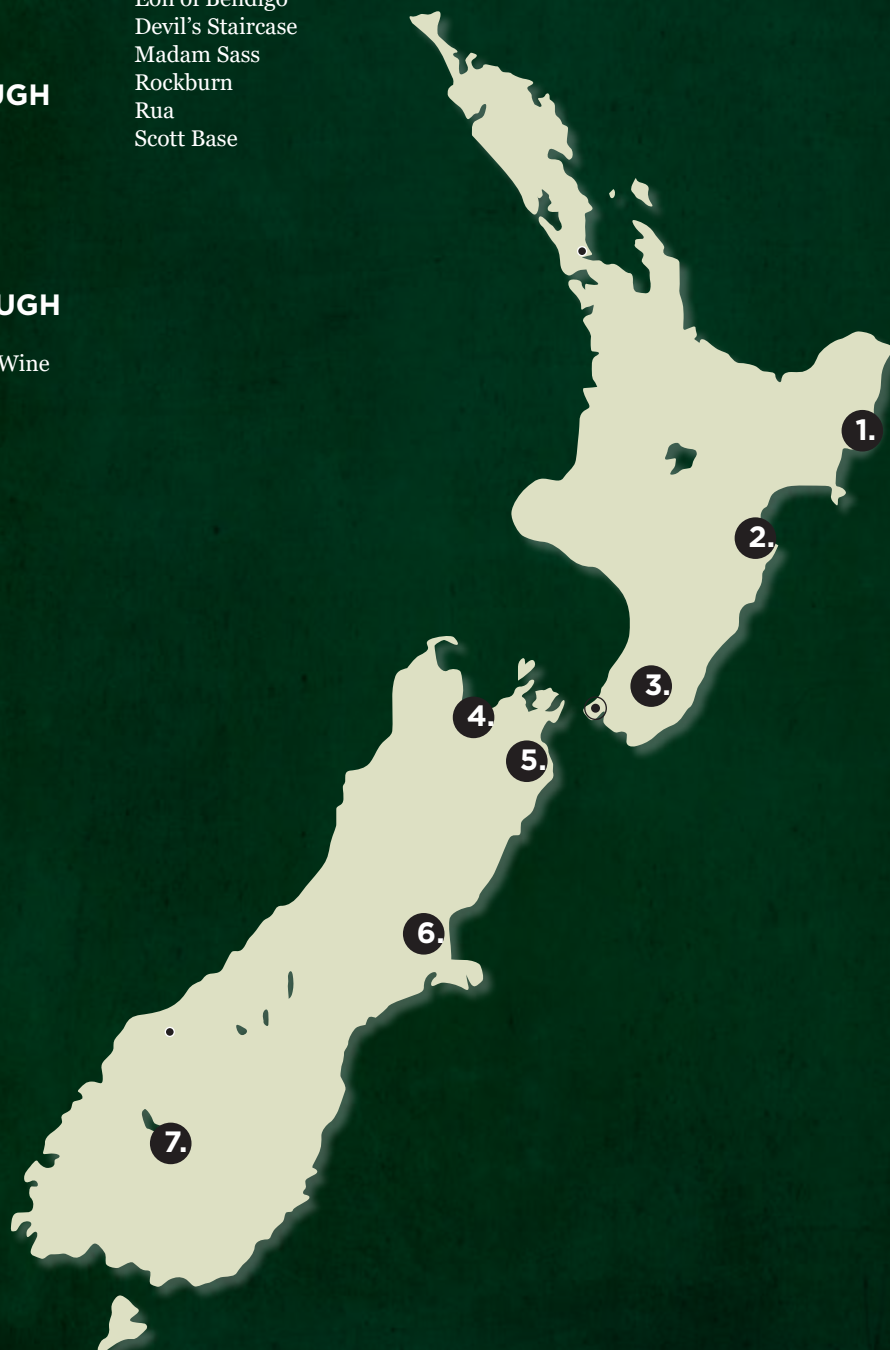 Devil’s Staircase
Madam Sass
Rockburn
Rua
Scott Base
UGH
UGH
Wine
1.
2.
3.
4.
5.
6.
7.